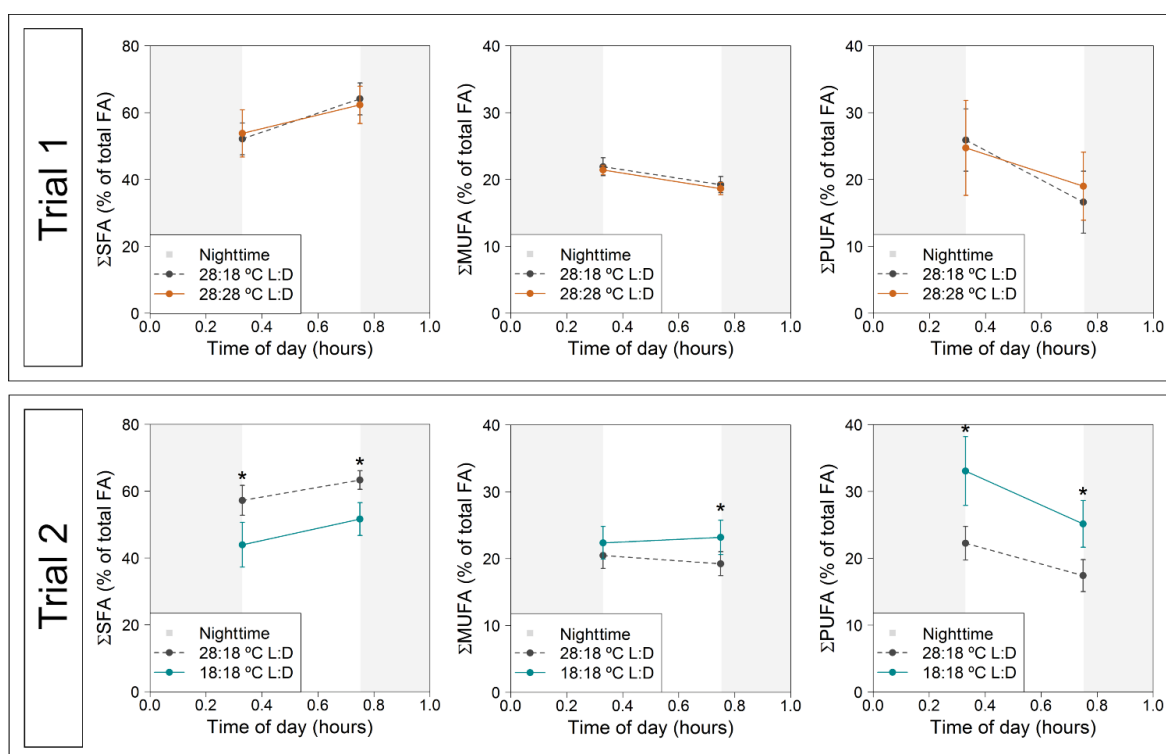 Trial 1
ΣSFA (% of total FA)
80
60
40
20
0
Nighttime
28:18 ºC L:D
28:28 ºC L:D
0.0 0.2 0.4 0.6 0.8 1.0
Time of day (hours)
ΣMUFA (% of total FA)
40
30
20
10
0
Nighttime
28:18 ºC L:D
28:28 ºC L:D
0.0 0.2 0.4 0.6 0.8 1.0
Time of day (hours)
ΣPUFA (% of total FA)
40
30
20
10
0
Nighttime
28:18 ºC L:D
28:28 ºC L:D
0.0 0.2 0.4 0.6 0.8 1.0
Time of day (hours)
Trial 2
ΣSFA (% of total FA)
80
60
40
20
0
* *
Nighttime
28:18 ºC L:D
18:18 ºC L:D
0.0 0.2 0.4 0.6 0.8 1.0
Time of day (hours)
ΣMUFA (% of total FA)
40
30
20
10
0
*
Nighttime
28:18 ºC L:D
18:18 ºC L:D
0.0 0.2 0.4 0.6 0.8 1.0
Time of day (hours)
ΣPUFA (% of total FA)
40
30
20
10
0
* *
Nighttime
28:18 ºC L:D
18:18 ºC L:D
0.0 0.2 0.4 0.6 0.8 1.0
Time of day (hours)